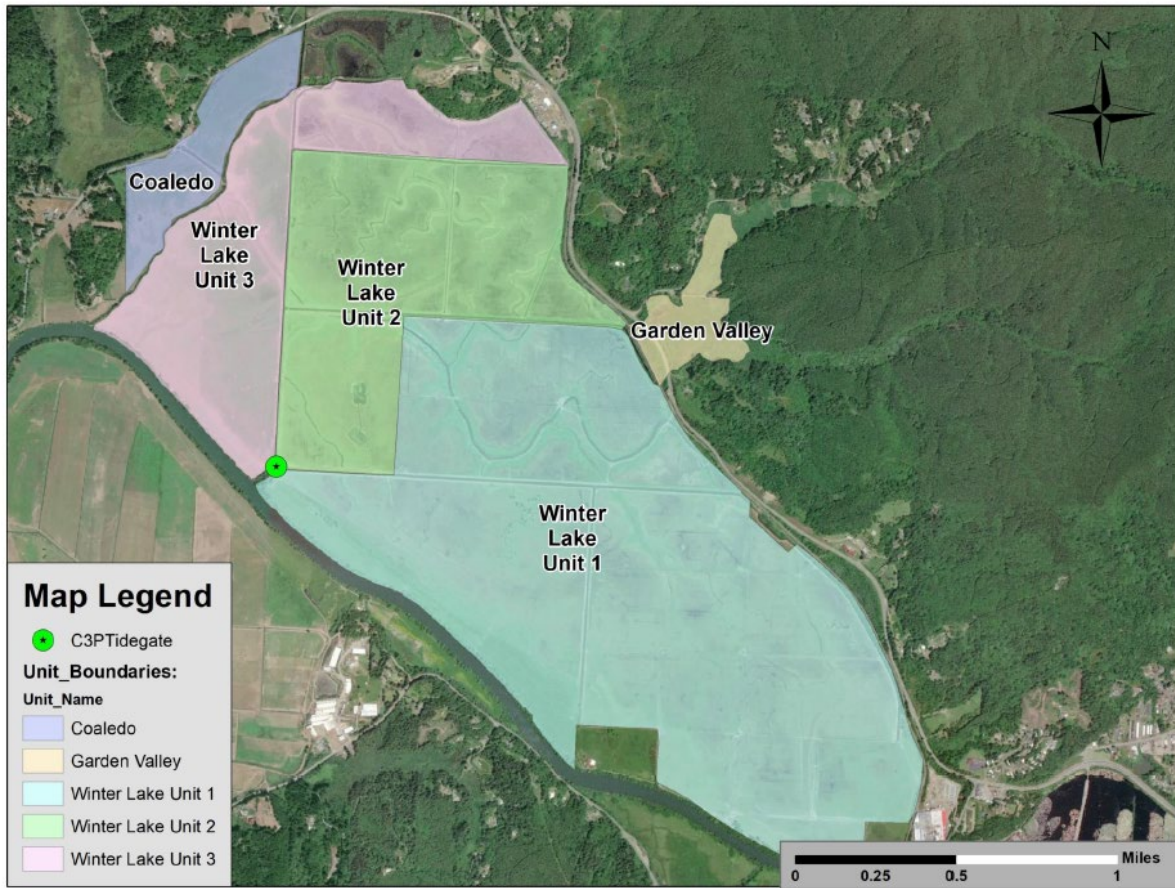 N
Coaledo
Winter
Lake
Unit 3
Winter
Lake
Unit 2
Garden Valley
Winter
Lake
Unit 1
Map Legend
C3PTidegate
Unit_Boundaries:
Unit_Name
Coaledo
Garden Valley
Winter Lake Unit 1
Winter Lake Unit 2
Winter Lake Unit 3
Miles
0 0.25 0.5 1